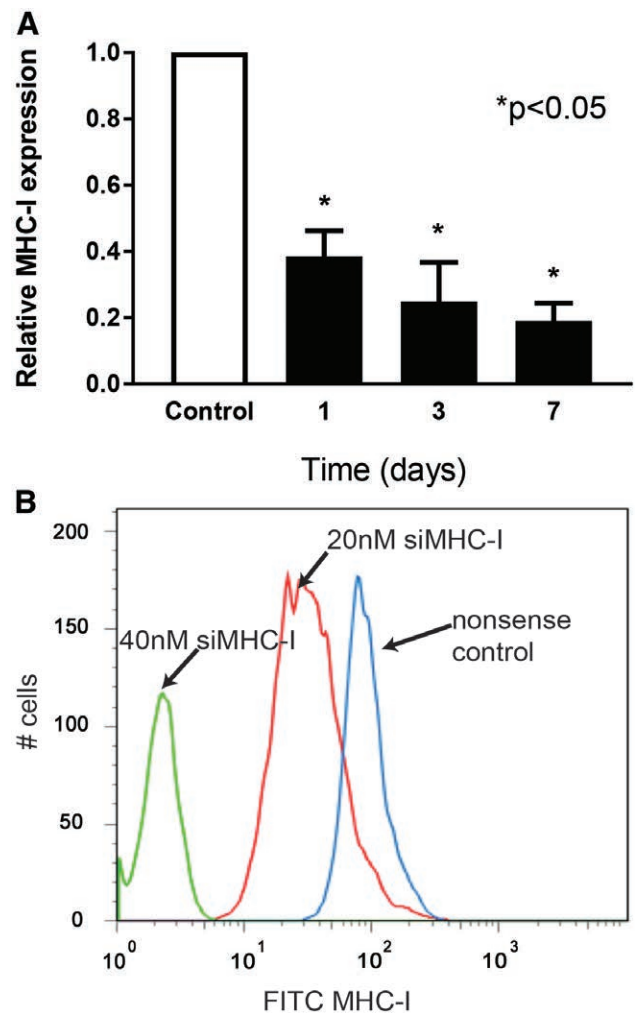 A
Relative MHC-I expression
1.0
0.8
0.6
0.4
0.2
0.0
*p<0.05
*
*
*
Control 1 3 7
Time (days)
B
# cells
200
150
100
50
0
20nM siMHC-I
40nM siMHC-I
nonsense
control
10⁰ 10¹ 10² 10³
FITC MHC-I